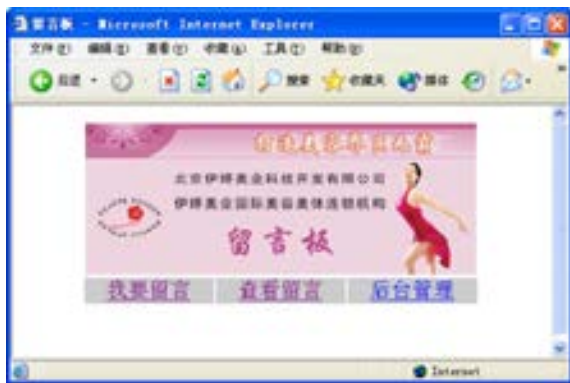 留言板 - Microsoft Internet Explorer
文件(F) 编辑(E) 查看(V) 收藏(A) 工具(T) 帮助(H)
后退 搜索 收藏夹 媒体
北京伊婷美业科技开发有限公司
伊婷美业国际美容美体连锁机构
留言板
我要留言 查看留言 后台管理
Internet